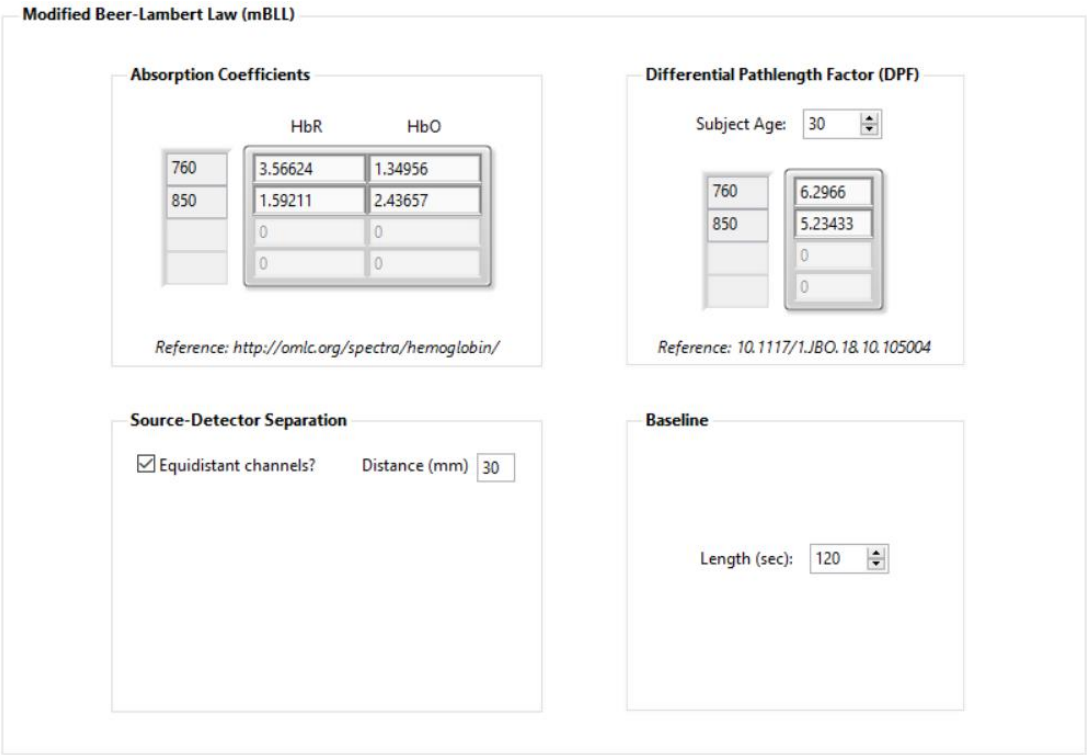 Modified Beer-Lambert Law (mBLL)
Absorption Coefficients
HbR HbO
760 3.56624 1.34956
850 1.59211 2.43657
0 0
0 0
Reference: http://omlc.org/spectra/hemoglobin/
Differential Pathlength Factor (DPF)
Subject Age: 30
760 6.2966
850 5.23433
0
0
Reference: 10.1117/1.JBO.18.10.105004
Source-Detector Separation
Equidistant channels? Distance (mm) 30
Baseline
Length (sec): 120